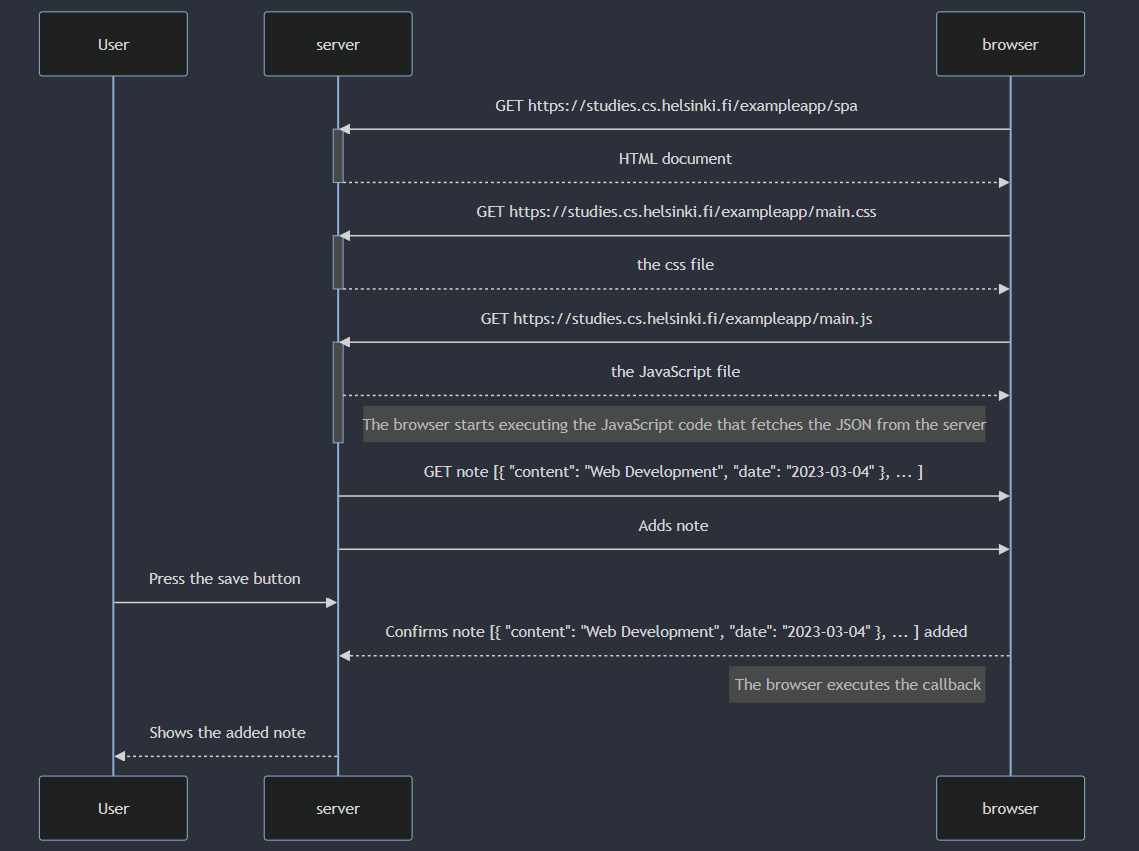 User server browser
GET https://studies.cs.helsinki.fi/exampleapp/spa
HTML document
GET https://studies.cs.helsinki.fi/exampleapp/main.css
the css file
GET https://studies.cs.helsinki.fi/exampleapp/main.js
the JavaScript file
The browser starts executing the JavaScript code that fetches the JSON from the server
GET note [{ "content": "Web Development", "date": "2023-03-04" }, ... ]
Adds note
Press the save button
Confirms note [{ "content": "Web Development", "date": "2023-03-04" }, ... ] added
The browser executes the callback
Shows the added note
User server browser